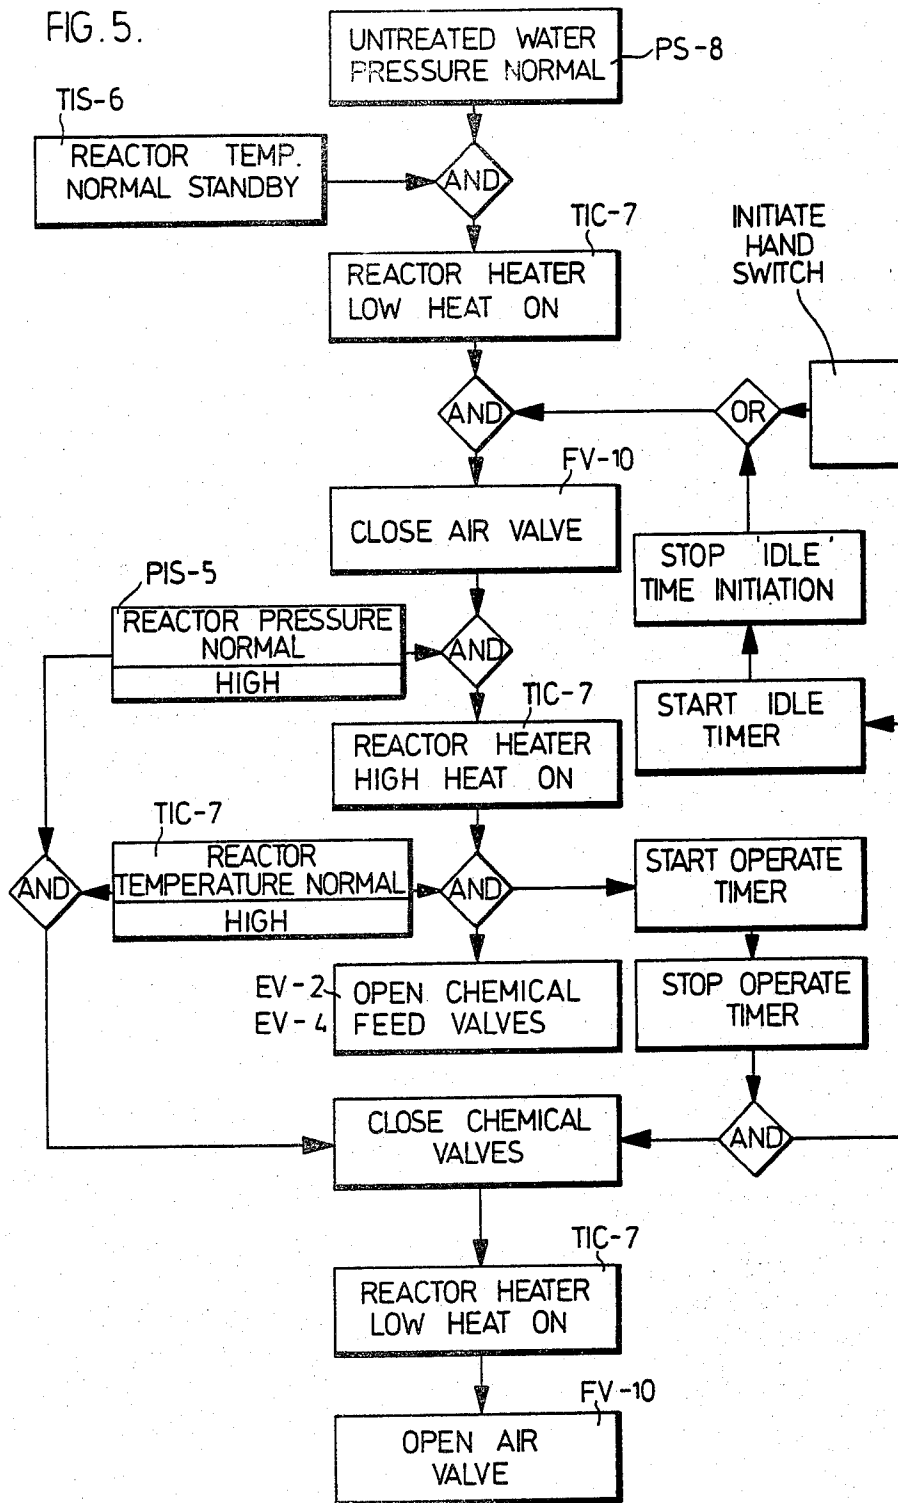 FIG. 5.
UNTREATED WATER
PRESSURE NORMAL
PS-8
TIS-6
REACTOR TEMP.
NORMAL STANDBY
AND
TIC-7
REACTOR HEATER
LOW HEAT ON
INITIATE
HAND
SWITCH
AND
OR
FV-10
CLOSE AIR VALVE
STOP 'IDLE'
TIME INITIATION
PIS-5
REACTOR PRESSURE
NORMAL
HIGH
AND
TIC-7
REACTOR HEATER
HIGH HEAT ON
START IDLE
TIMER
TIC-7
REACTOR
TEMPERATURE NORMAL
HIGH
AND
AND
START OPERATE
TIMER
EV-2
EV-4
OPEN CHEMICAL
FEED VALVES
STOP OPERATE
TIMER
CLOSE CHEMICAL
VALVES
AND
TIC-7
REACTOR HEATER
LOW HEAT ON
FV-10
OPEN AIR
VALVE